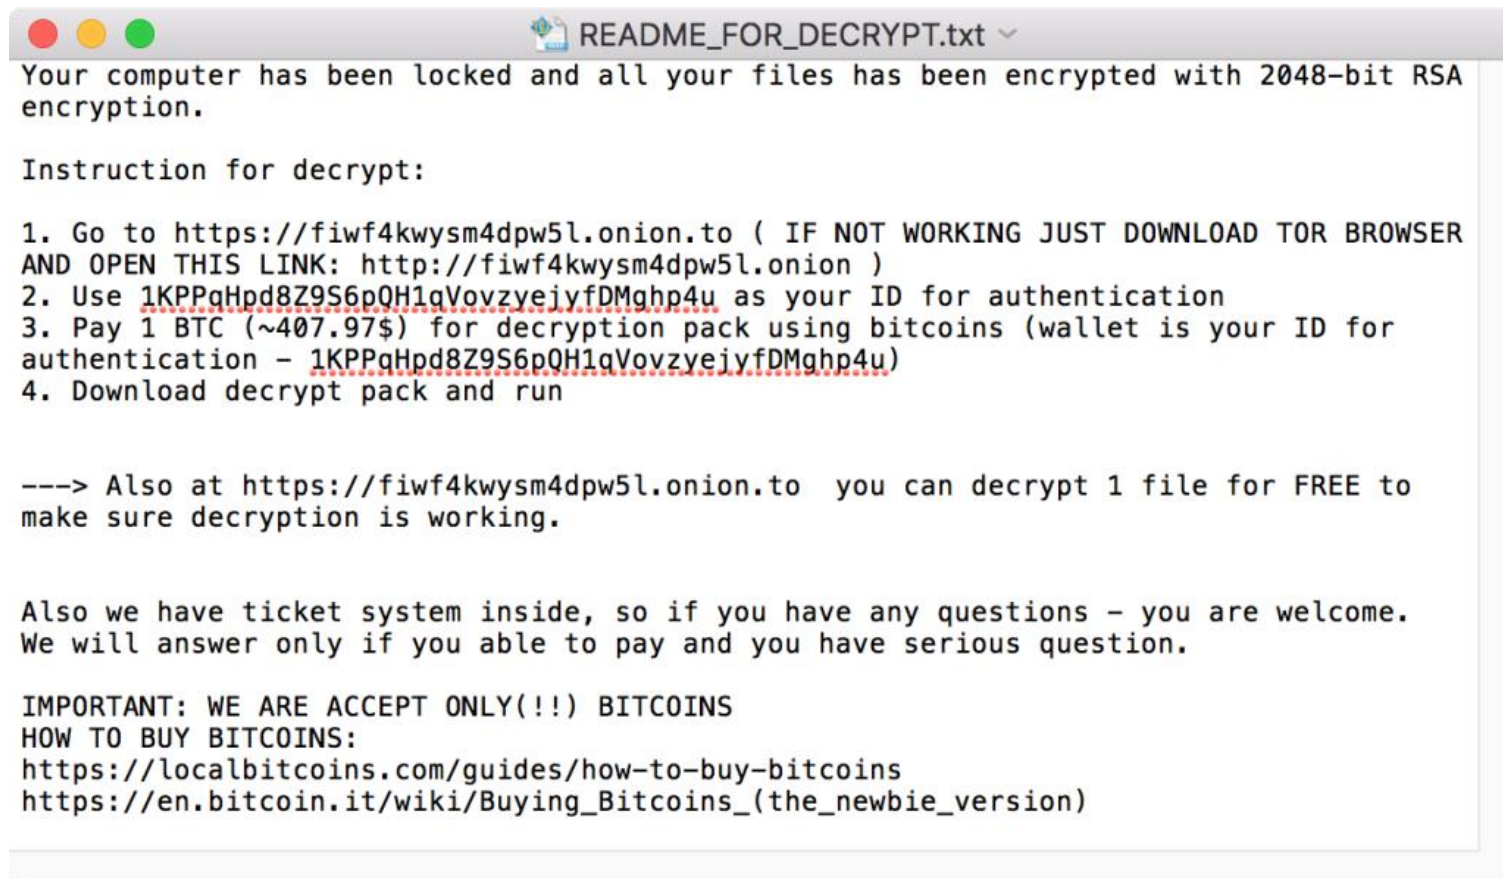 README_FOR_DECRYPT.txt
Your computer has been locked and all your files has been encrypted with 2048-bit RSA
encryption.
Instruction for decrypt:
1. Go to https://fiwf4kwysm4dpw5l.onion.to ( IF NOT WORKING JUST DOWNLOAD TOR BROWSER
AND OPEN THIS LINK: http://fiwf4kwysm4dpw5l.onion )
2. Use 1KPPqHpd8Z9S6pQH1qVovzyejyfDMghp4u as your ID for authentication
3. Pay 1 BTC (~407.97$) for decryption pack using bitcoins (wallet is your ID for
authentication - 1KPPqHpd8Z9S6pQH1qVovzyejyfDMghp4u)
4. Download decrypt pack and run
---> Also at https://fiwf4kwysm4dpw5l.onion.to  you can decrypt 1 file for FREE to
make sure decryption is working.
Also we have ticket system inside, so if you have any questions - you are welcome.
We will answer only if you able to pay and you have serious question.
IMPORTANT: WE ARE ACCEPT ONLY(!!) BITCOINS
HOW TO BUY BITCOINS:
https://localbitcoins.com/guides/how-to-buy-bitcoins
https://en.bitcoin.it/wiki/Buying_Bitcoins_(the_newbie_version)